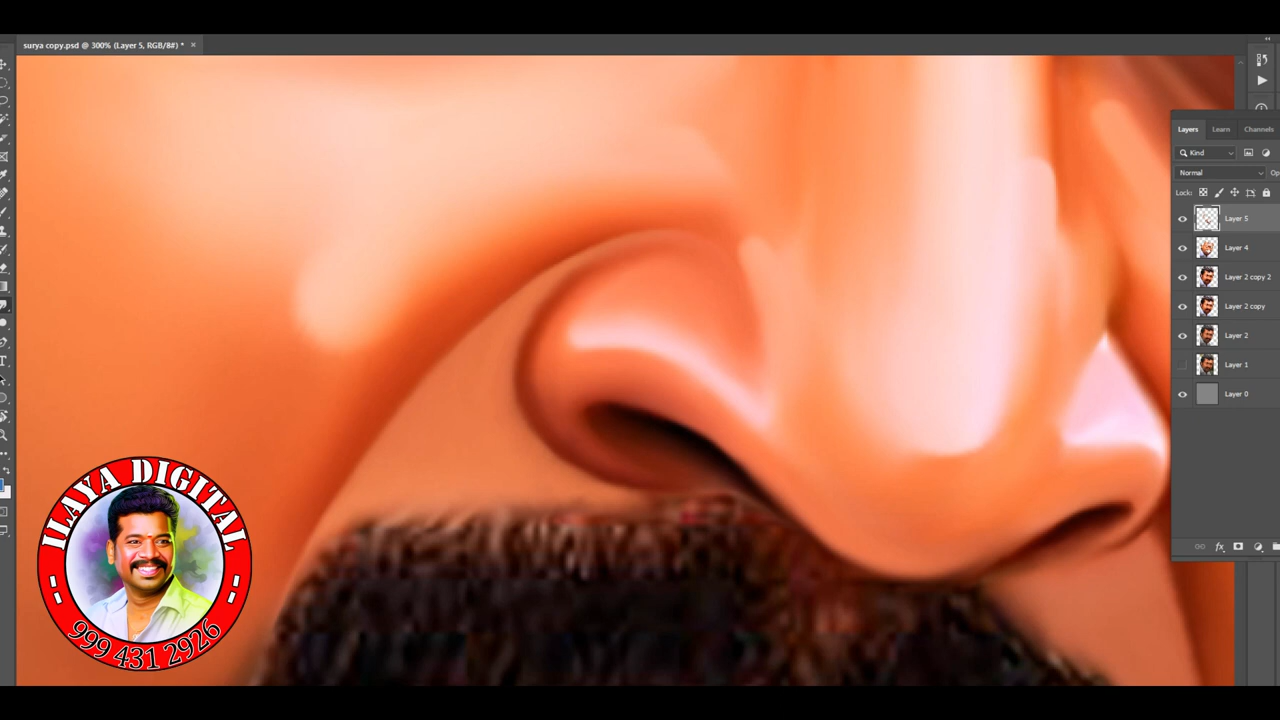 surya copy.psd @ 300% (Layer 5, RGB/8#) * ×
Layers Learn Channels
Kind
Normal
Lock:
Layer 5
Layer 4
Layer 2 copy 2
Layer 2 copy
Layer 2
Layer 1
Layer 0
fx
ILAYA DIGITAL
999 431 2926